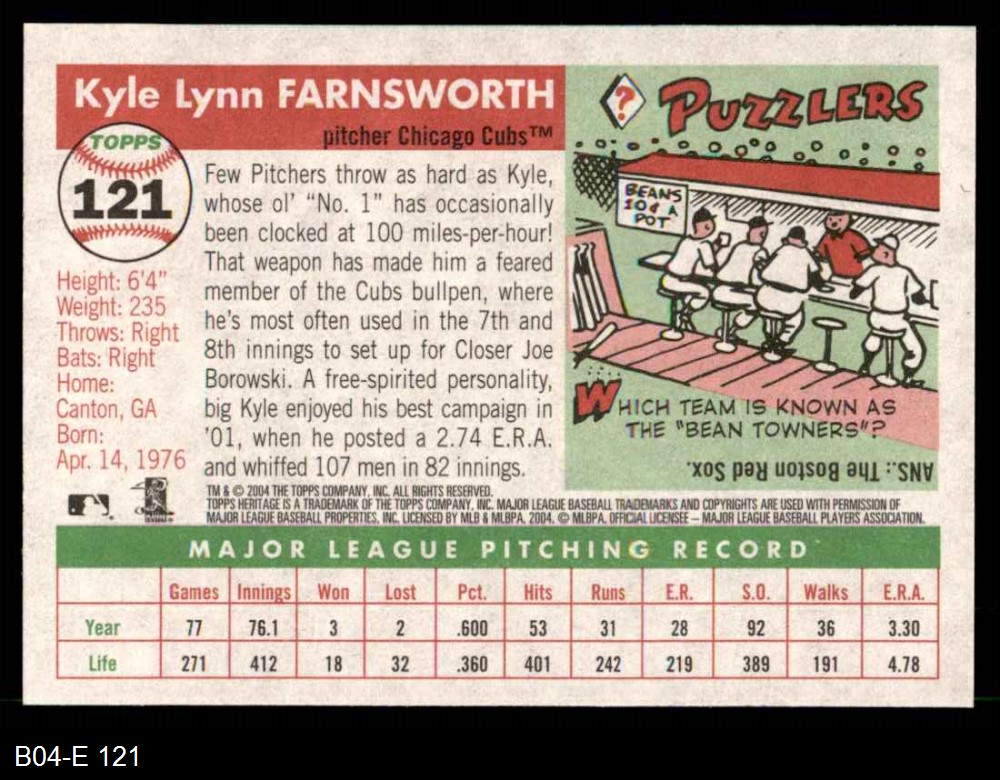 Kyle Lynn FARNSWORTH
pitcher Chicago Cubs™
TOPPS
121
Height: 6'4"
Weight: 235
Throws: Right
Bats: Right
Home:
Canton, GA
Born:
Apr. 14, 1976
Few Pitchers throw as hard as Kyle,
whose ol' "No. 1" has occasionally
been clocked at 100 miles-per-hour!
That weapon has made him a feared
member of the Cubs bullpen, where
he's most often used in the 7th and
8th innings to set up for Closer Joe
Borowski. A free-spirited personality,
big Kyle enjoyed his best campaign in
'01, when he posted a 2.74 E.R.A.
and whiffed 107 men in 82 innings.
? PUZZLERS
BEANS
10¢ A
POT
WHICH TEAM IS KNOWN AS
THE "BEAN TOWNERS"?
ANS.: The Boston Red Sox.
TM & © 2004 THE TOPPS COMPANY, INC. ALL RIGHTS RESERVED.
TOPPS HERITAGE IS A TRADEMARK OF THE TOPPS COMPANY, INC. MAJOR LEAGUE BASEBALL TRADEMARKS AND COPYRIGHTS ARE USED WITH PERMISSION OF
MAJOR LEAGUE BASEBALL PROPERTIES, INC. LICENSED BY MLB & MLBPA, 2004. © MLBPA, OFFICIAL LICENSEE – MAJOR LEAGUE BASEBALL PLAYERS ASSOCIATION.
MAJOR LEAGUE PITCHING RECORD
Games Innings Won Lost Pct. Hits Runs E.R. S.O. Walks E.R.A.
Year 77 76.1 3 2 .600 53 31 28 92 36 3.30
Life 271 412 18 32 .360 401 242 219 389 191 4.78
B04-E 121